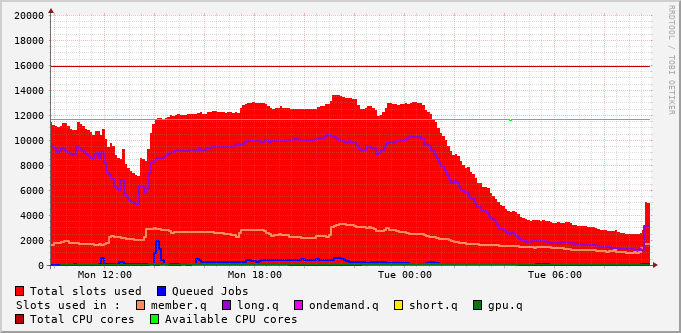 RRDTOOL / TOBI OETIKER
20000
18000
16000
14000
12000
10000
8000
6000
4000
2000
0
Mon 12:00 Mon 18:00 Tue 00:00 Tue 06:00
Total slots used Queued Jobs
Slots used in : member.q long.q ondemand.q short.q gpu.q
Total CPU cores Available CPU cores